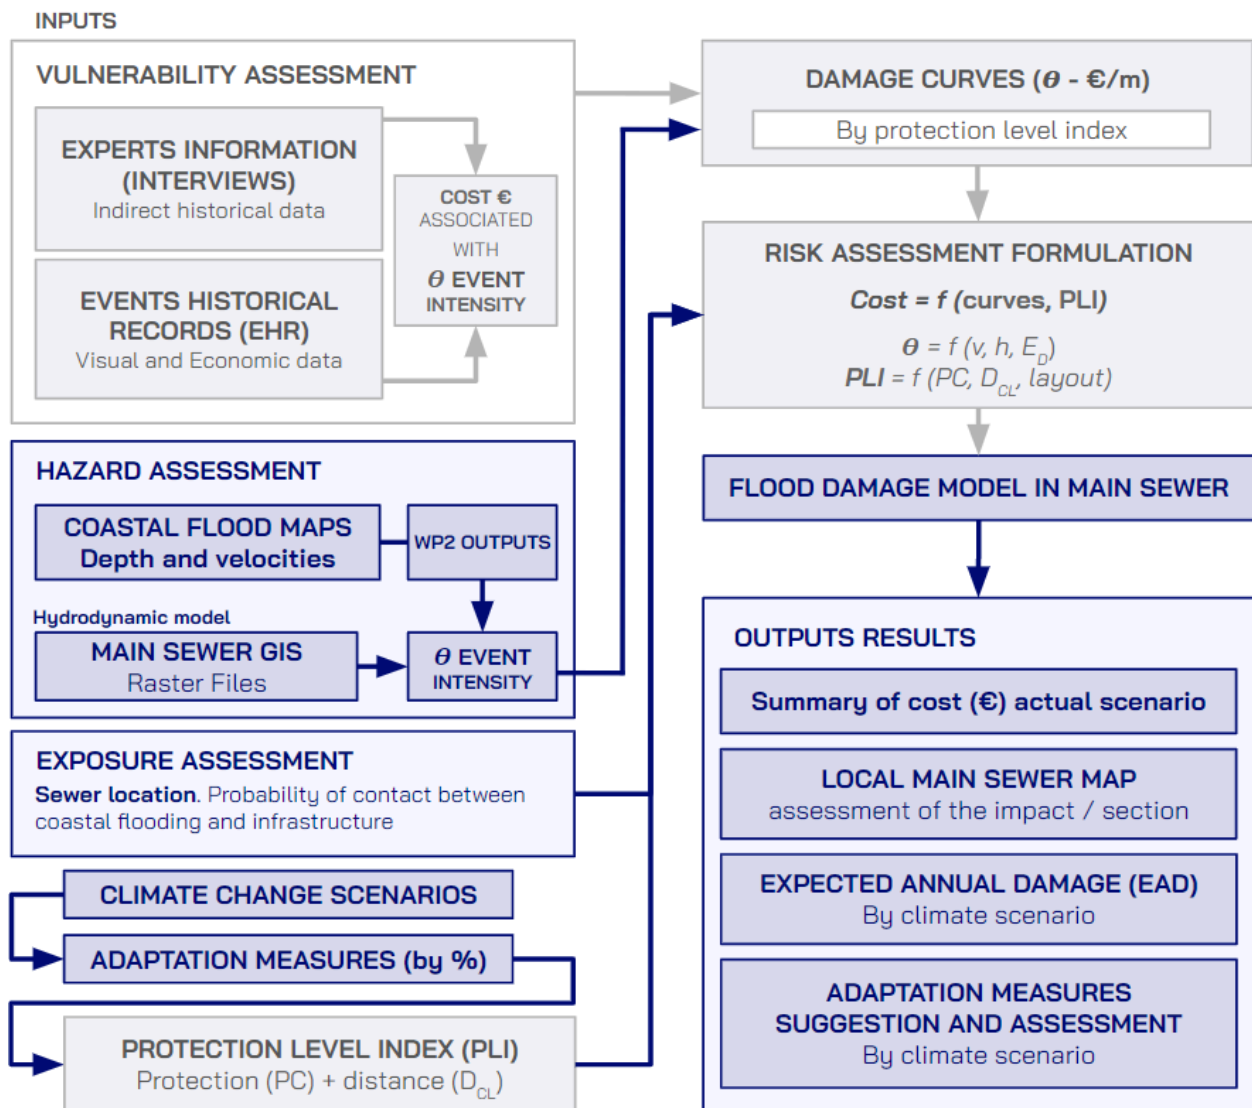 INPUTS
VULNERABILITY ASSESSMENT
EXPERTS INFORMATION
(INTERVIEWS)
Indirect historical data
EVENTS HISTORICAL
RECORDS (EHR)
Visual and Economic data
COST €
ASSOCIATED
WITH
θ EVENT
INTENSITY
HAZARD ASSESSMENT
COASTAL FLOOD MAPS
Depth and velocities
WP2 OUTPUTS
Hydrodynamic model
MAIN SEWER GIS
Raster Files
θ EVENT
INTENSITY
EXPOSURE ASSESSMENT
Sewer location. Probability of contact between
coastal flooding and infrastructure
CLIMATE CHANGE SCENARIOS
ADAPTATION MEASURES (by %)
PROTECTION LEVEL INDEX (PLI)
Protection (PC) + distance (D_CL)
DAMAGE CURVES (θ - €/m)
By protection level index
RISK ASSESSMENT FORMULATION
Cost = f (curves, PLI)
θ = f (v, h, E_D)
PLI = f (PC, D_CL, layout)
FLOOD DAMAGE MODEL IN MAIN SEWER
OUTPUTS RESULTS
Summary of cost (€) actual scenario
LOCAL MAIN SEWER MAP
assessment of the impact / section
EXPECTED ANNUAL DAMAGE (EAD)
By climate scenario
ADAPTATION MEASURES
SUGGESTION AND ASSESSMENT
By climate scenario